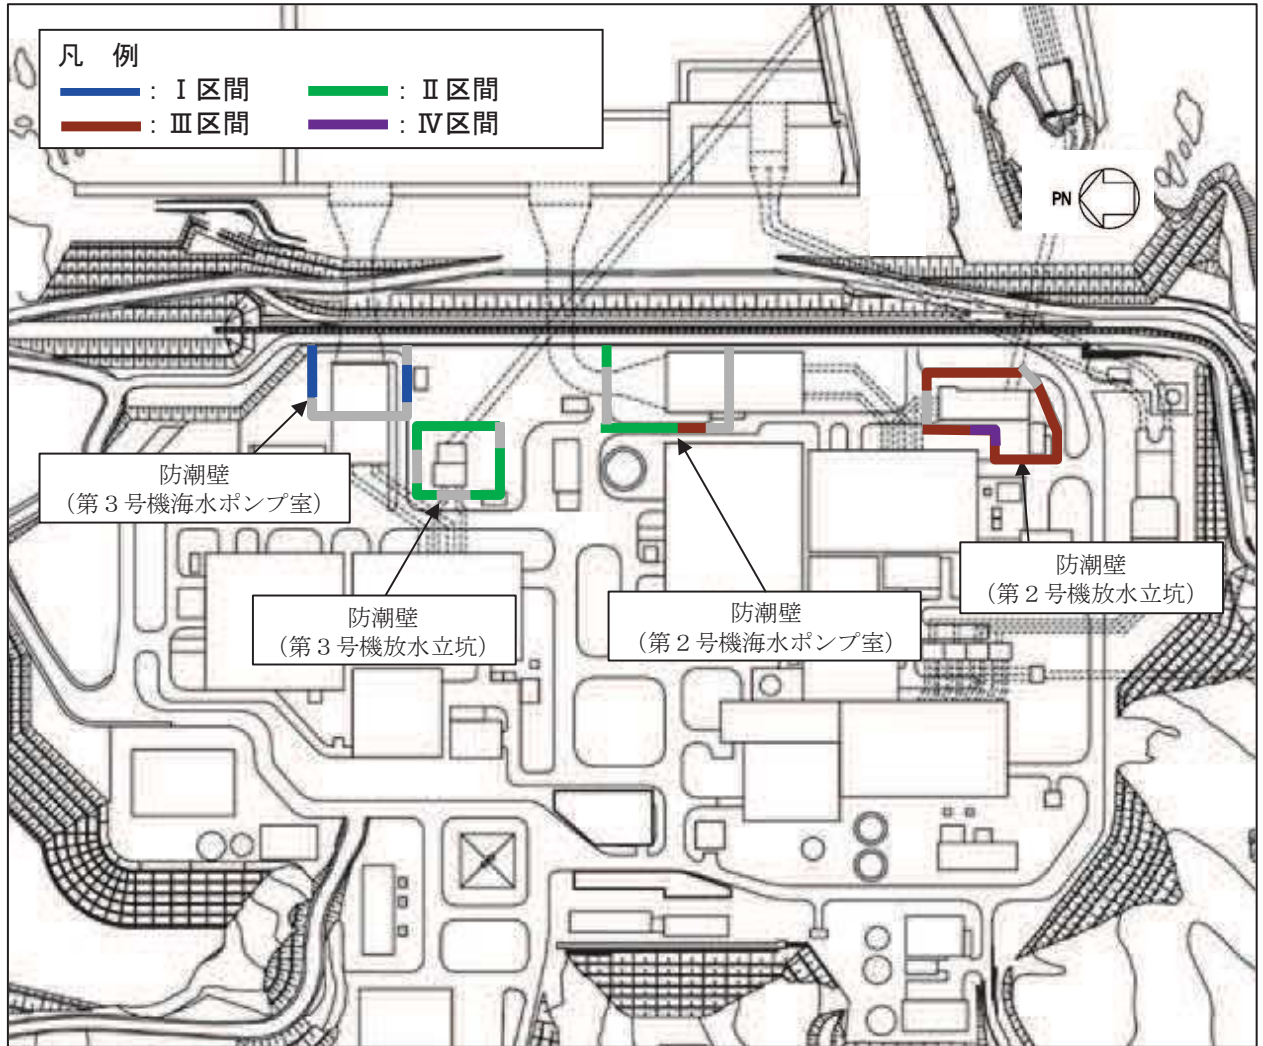 凡 例
: Ⅰ区間
: Ⅱ区間
: Ⅲ区間
: Ⅳ区間
PN
防潮壁
(第3号機海水ポンプ室)
防潮壁
(第3号機放水立坑)
防潮壁
(第2号機海水ポンプ室)
防潮壁
(第2号機放水立坑)